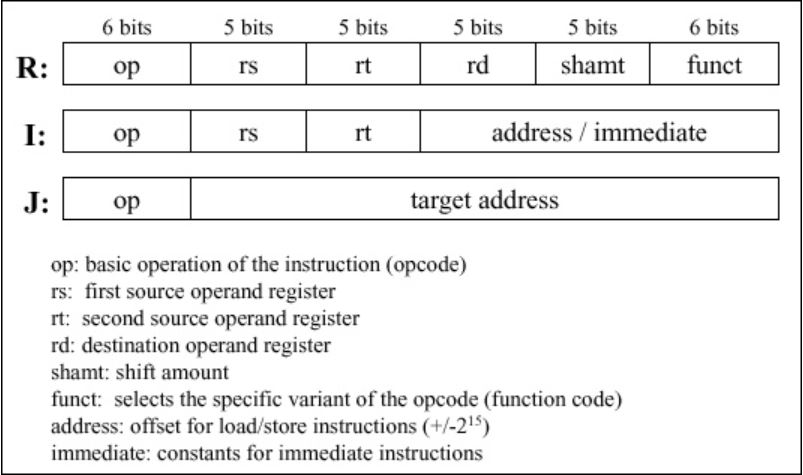 6 bits 5 bits 5 bits 5 bits 5 bits 6 bits
R: op rs rt rd shamt funct
I: op rs rt address / immediate
J: op target address
op: basic operation of the instruction (opcode)
rs: first source operand register
rt: second source operand register
rd: destination operand register
shamt: shift amount
funct: selects the specific variant of the opcode (function code)
address: offset for load/store instructions (+/-2¹⁵)
immediate: constants for immediate instructions